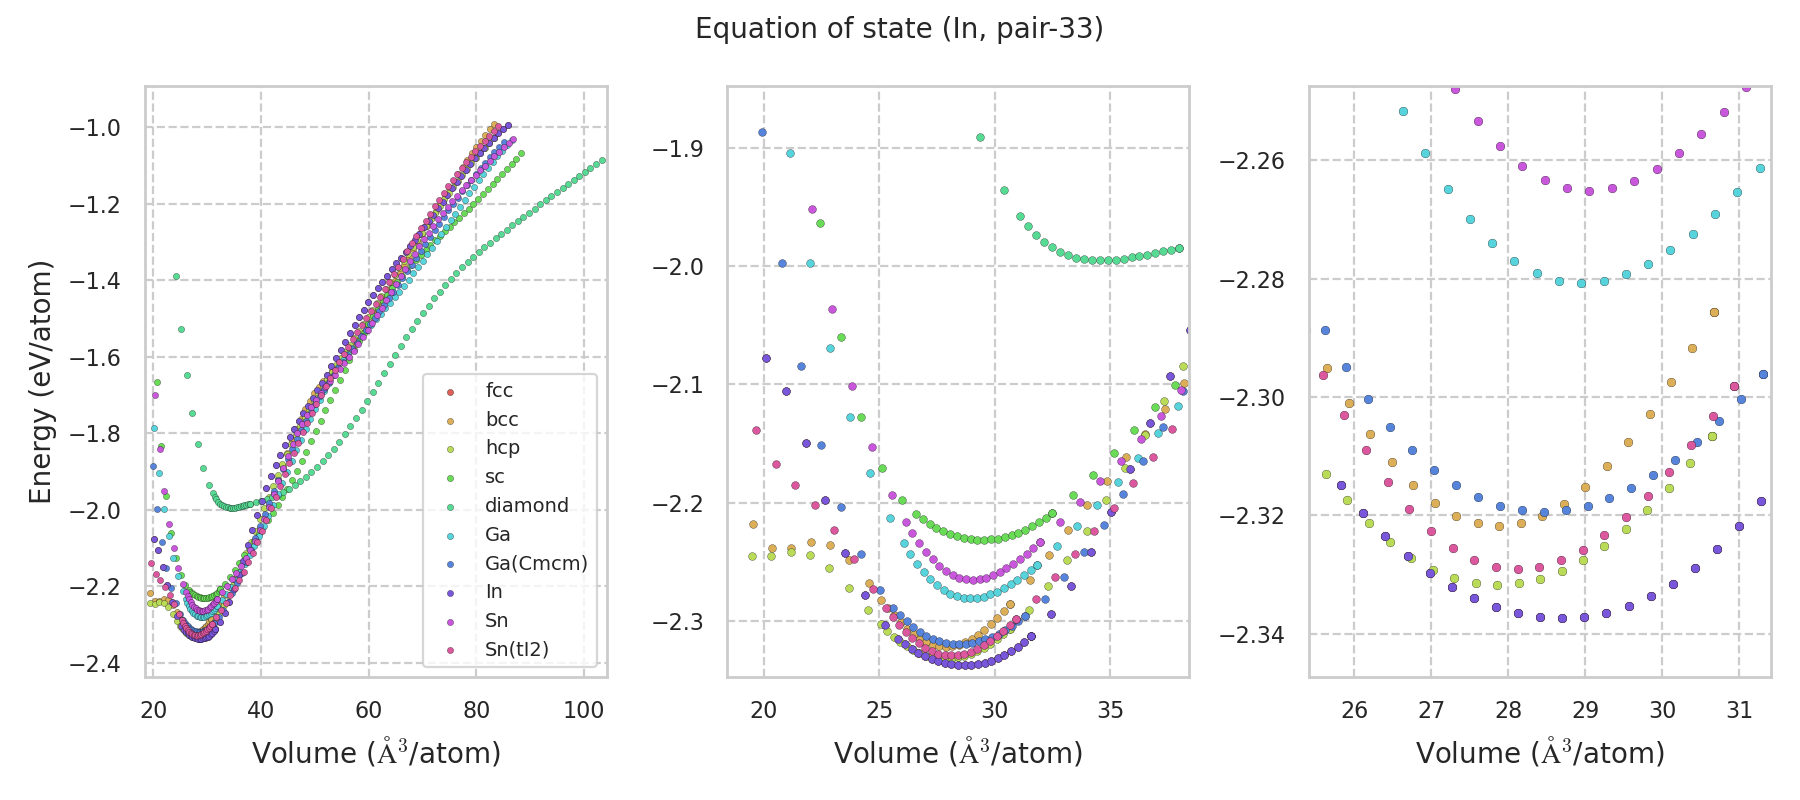 Equation of state (In, pair-33)
Energy (eV/atom)
−1.0
−1.2
−1.4
−1.6
−1.8
−2.0
−2.2
−2.4
20 40 60 80 100
Volume (Å³/atom)
fcc
bcc
hcp
sc
diamond
Ga
Ga(Cmcm)
In
Sn
Sn(tI2)
−1.9
−2.0
−2.1
−2.2
−2.3
20 25 30 35
Volume (Å³/atom)
−2.26
−2.28
−2.30
−2.32
−2.34
26 27 28 29 30 31
Volume (Å³/atom)